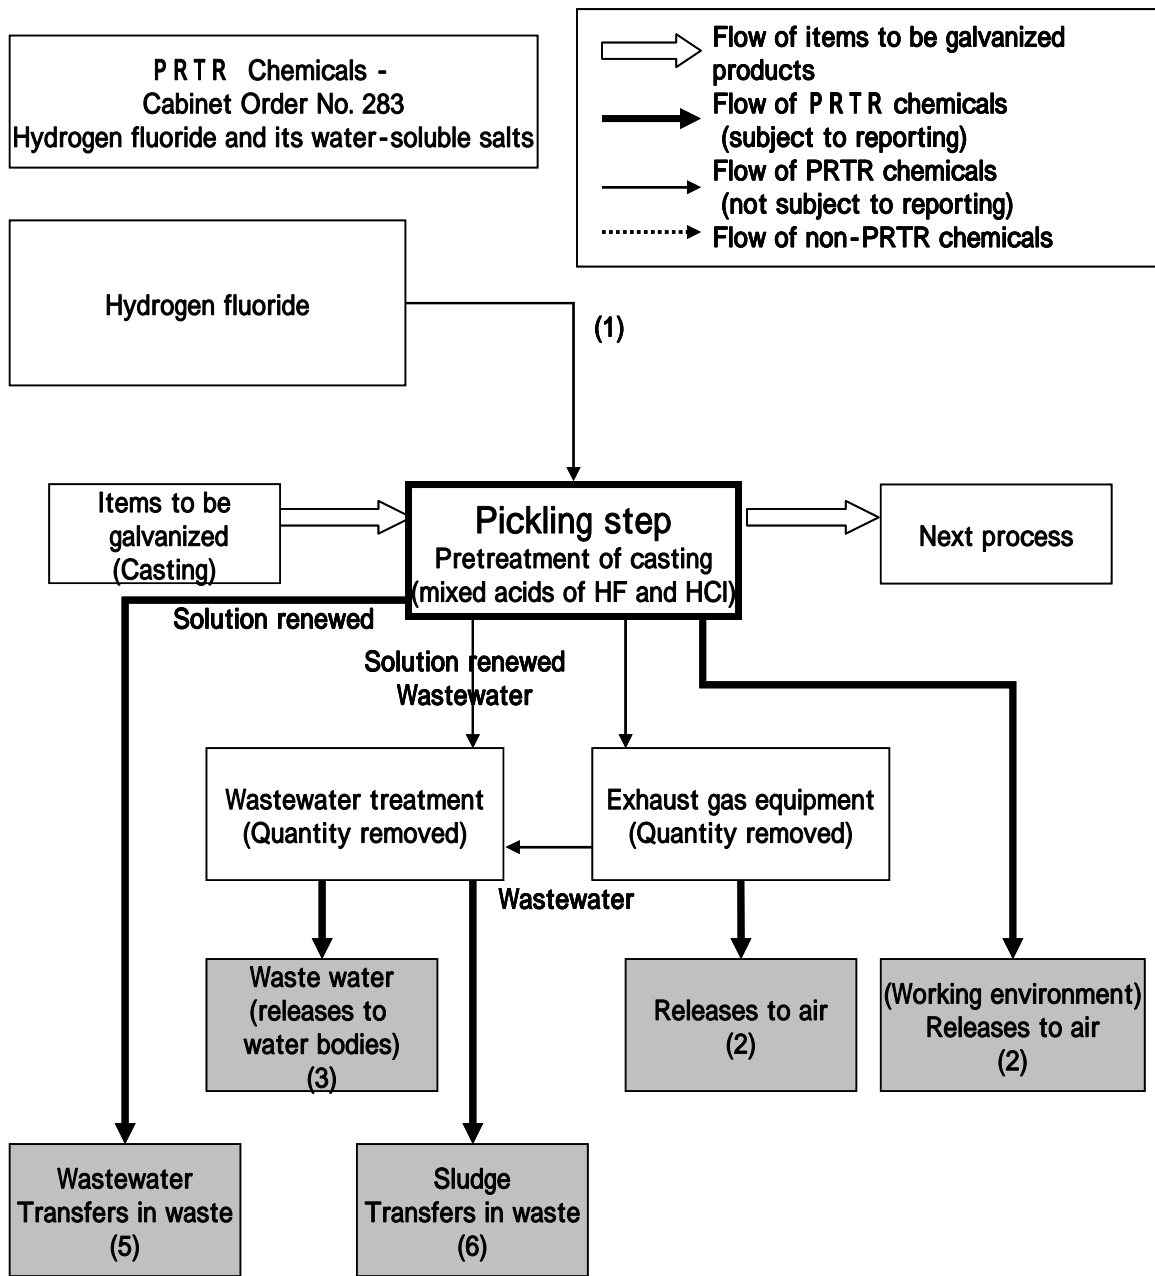 PRTR Chemicals -
Cabinet Order No. 283
Hydrogen fluoride and its water-soluble salts
Flow of items to be galvanized
products
Flow of PRTR chemicals
(subject to reporting)
Flow of PRTR chemicals
(not subject to reporting)
Flow of non-PRTR chemicals
Hydrogen fluoride
(1)
Items to be
galvanized
(Casting)
Pickling step
Pretreatment of casting
(mixed acids of HF and HCl)
Next process
Solution renewed
Solution renewed
Wastewater
Wastewater treatment
(Quantity removed)
Exhaust gas equipment
(Quantity removed)
Wastewater
Waste water
(releases to
water bodies)
(3)
Releases to air
(2)
(Working environment)
Releases to air
(2)
Wastewater
Transfers in waste
(5)
Sludge
Transfers in waste
(6)